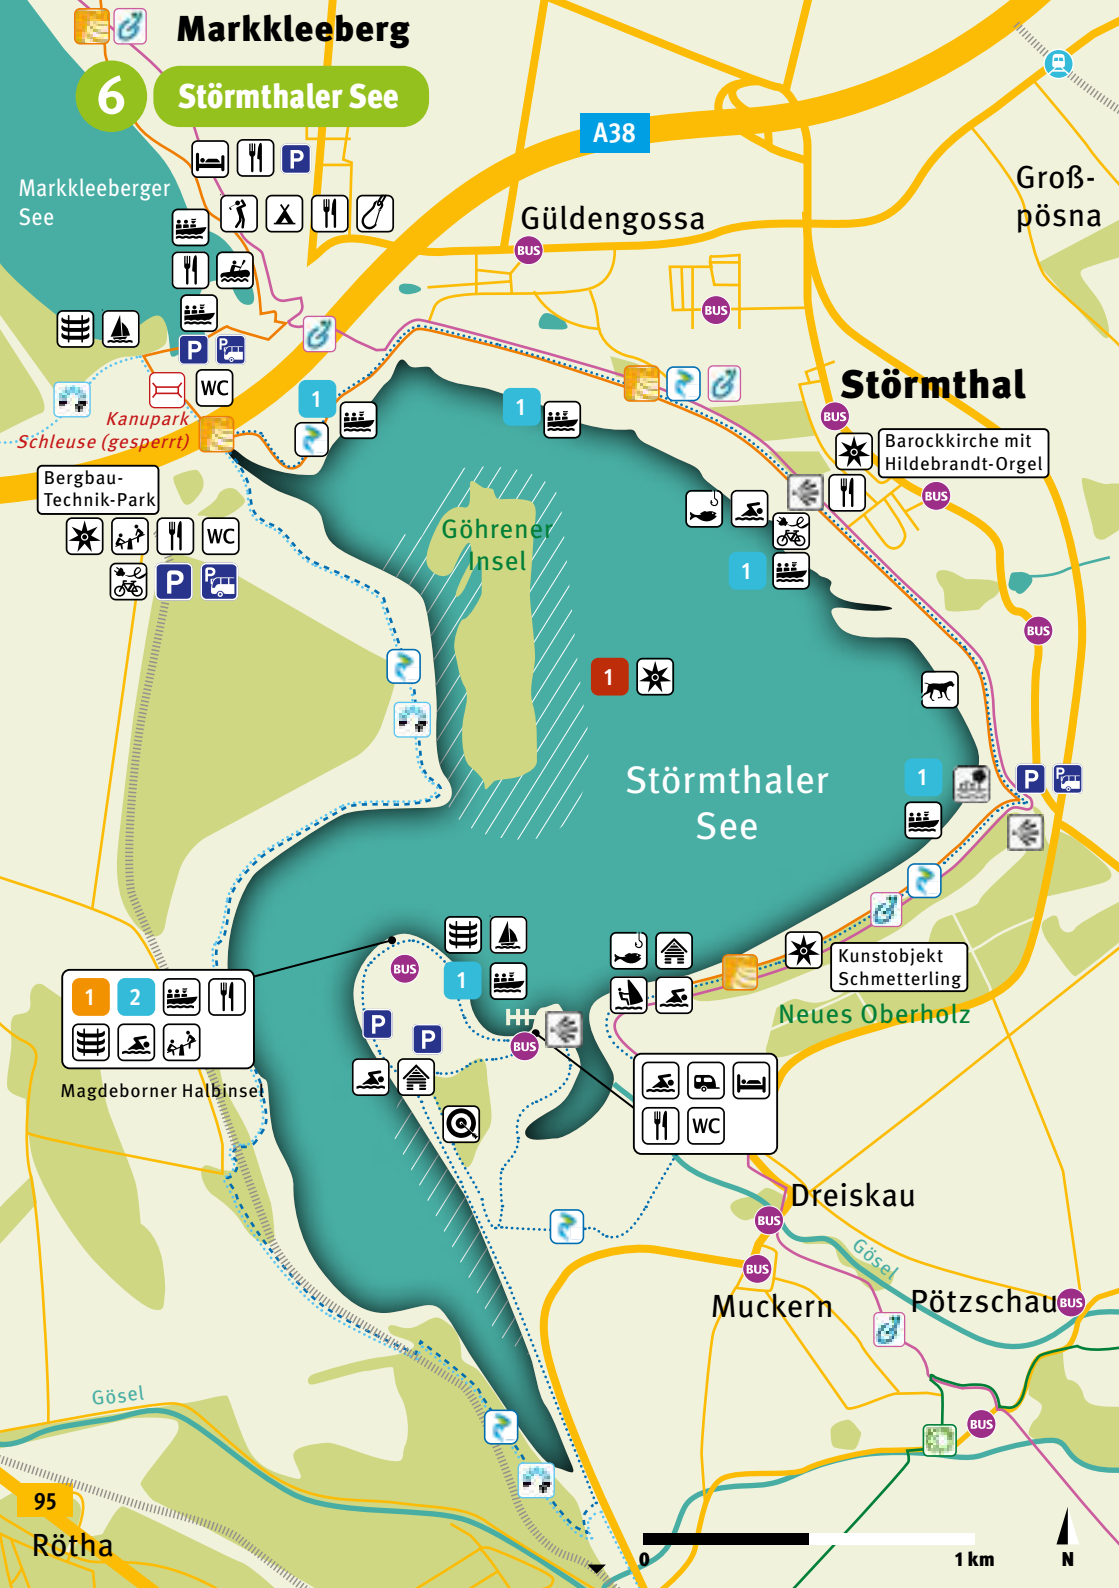 Markkleeberg
6
Störmthaler See
A38
P
Markkleeberger
See
Groß-
pösna
Güldengossa
BUS
BUS
P
P
WC
1
1
Störmthal
BUS
Kanupark
Schleuse (gesperrt)
Barockkirche mit
Hildebrandt-Orgel
Bergbau-
Technik-Park
BUS
WC
Göhrener
Insel
P
P
1
BUS
1
Störmthaler
See
1
P
P
BUS
1
Kunstobjekt
Schmetterling
1
2
Neues Oberholz
P
P
BUS
Magdeborner Halbinsel
WC
Dreiskau
BUS
Gösel
BUS
Muckern
Pötzschau
BUS
Gösel
BUS
95
Rötha
0
1 km
N